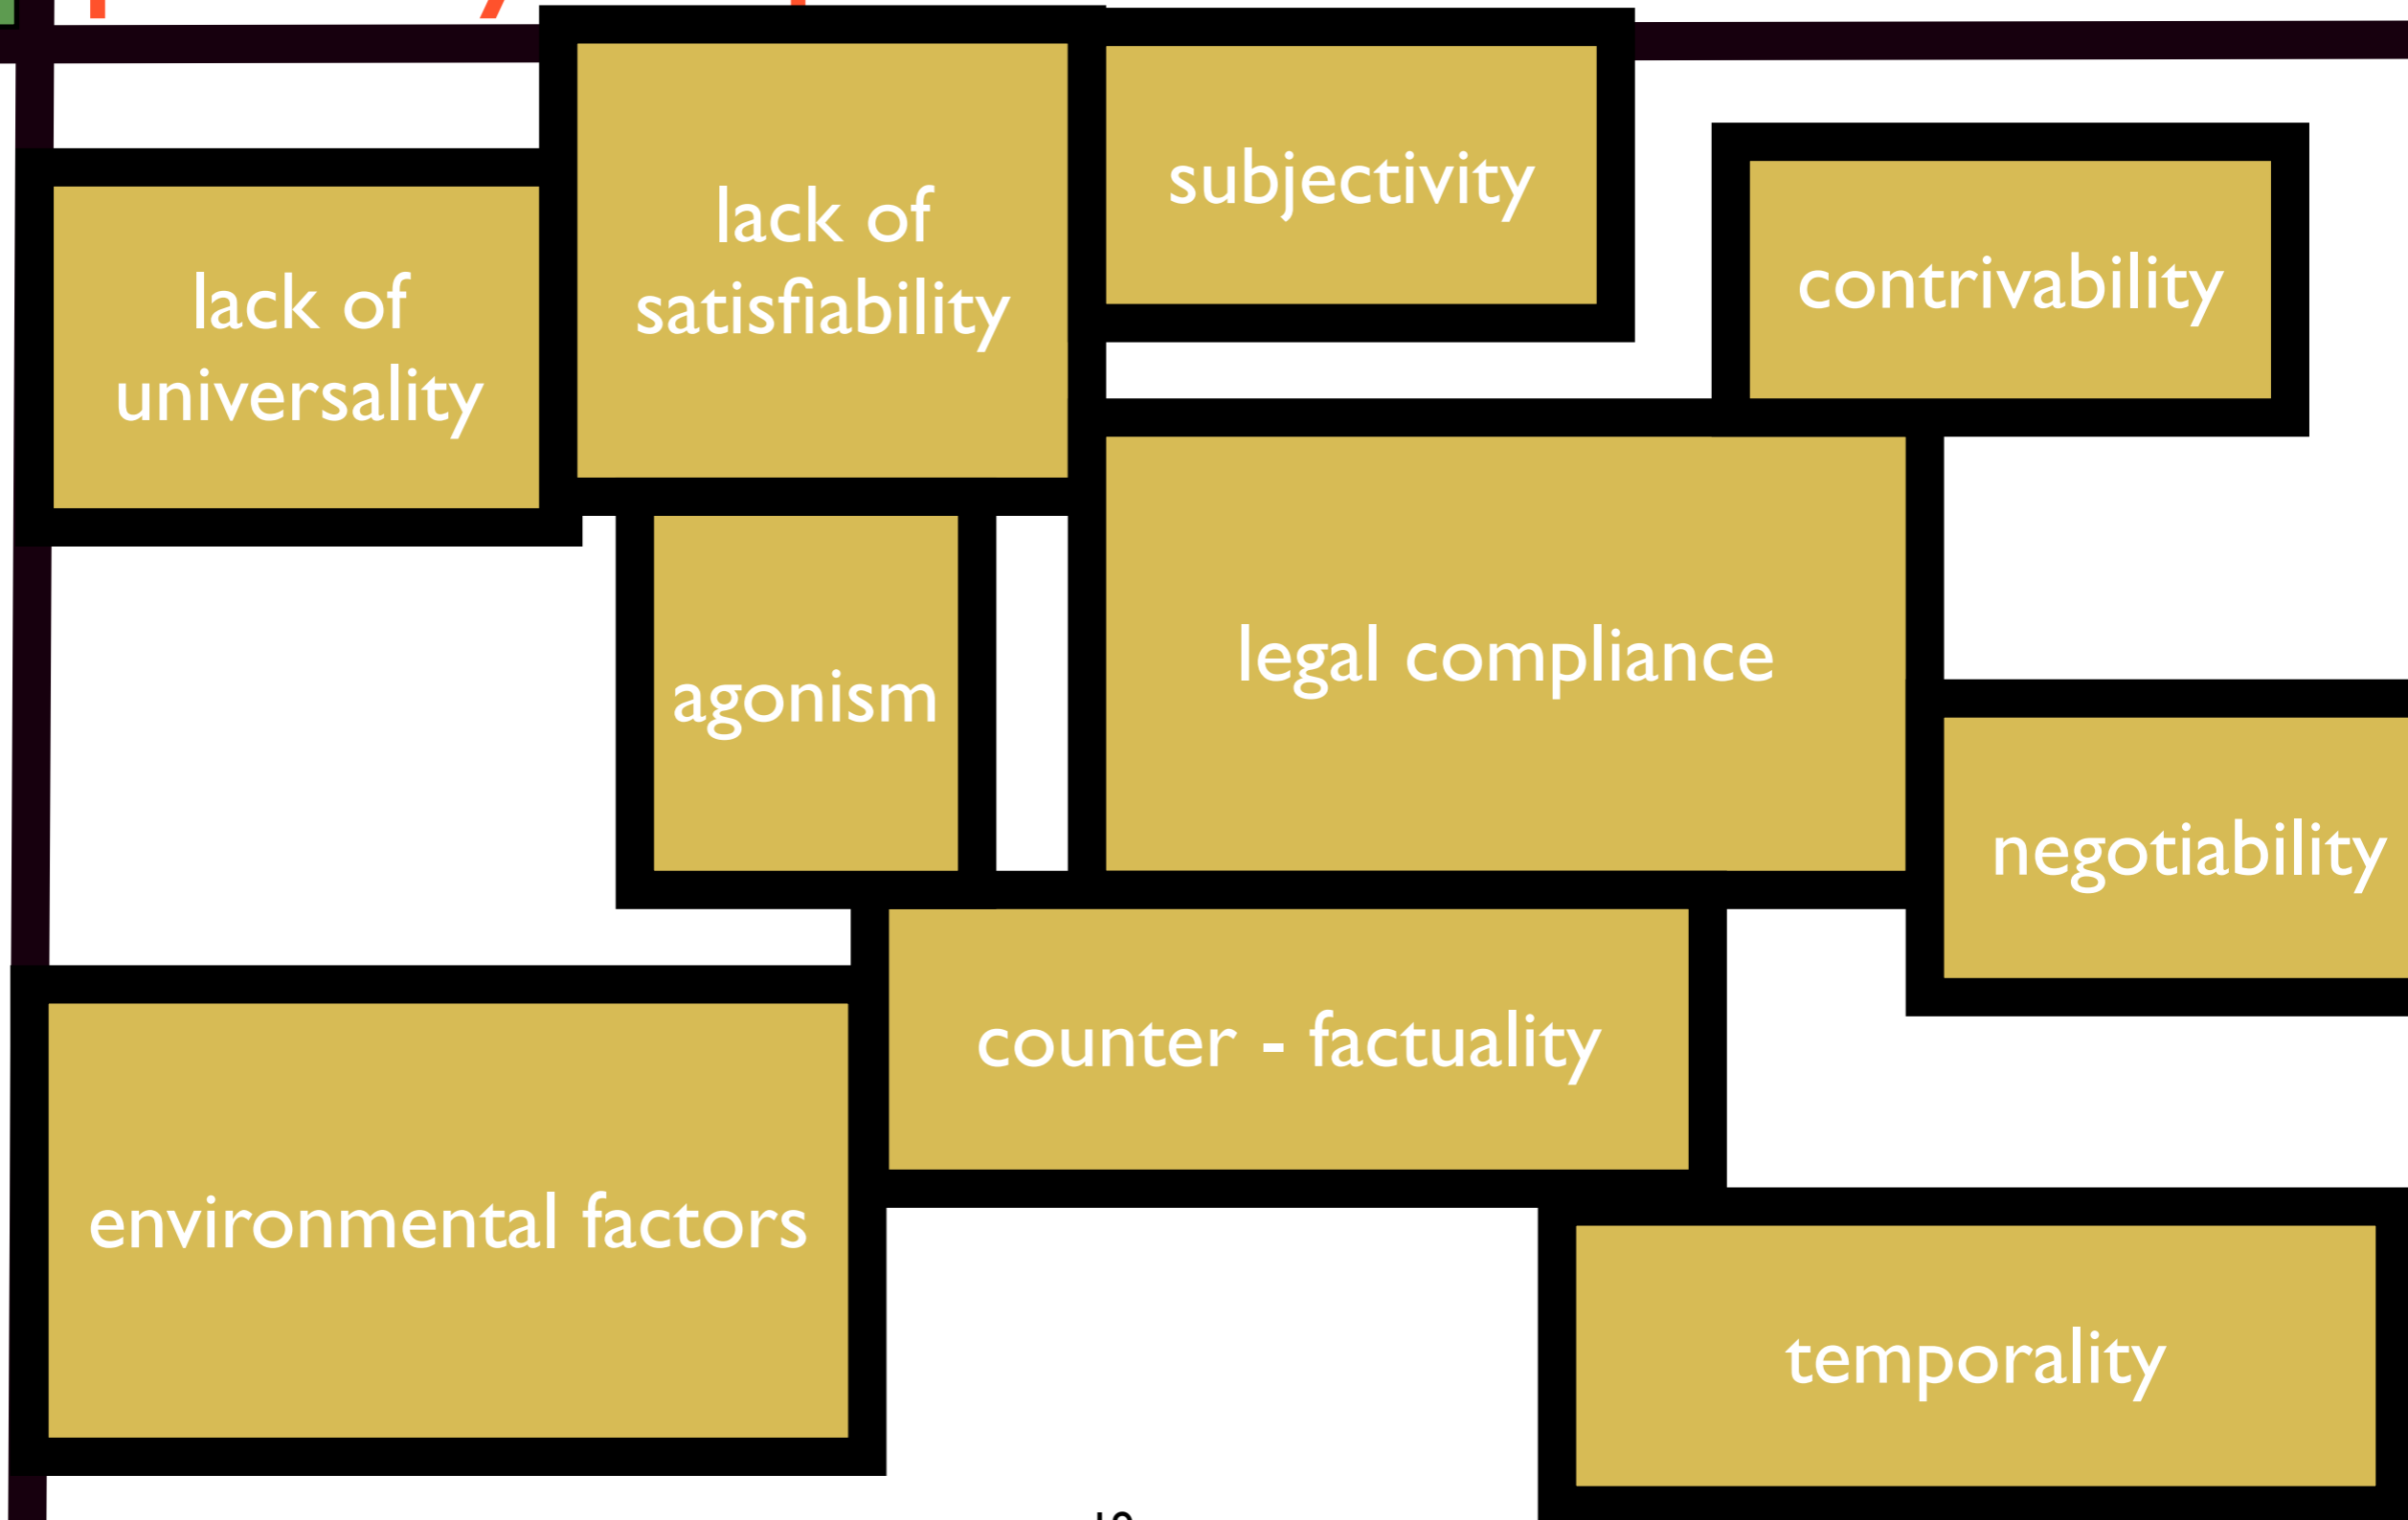 lack of
universality
lack of
satisfiability
subjectivity
contrivability
agonism
legal compliance
negotiability
counter - factuality
environmental factors
temporality